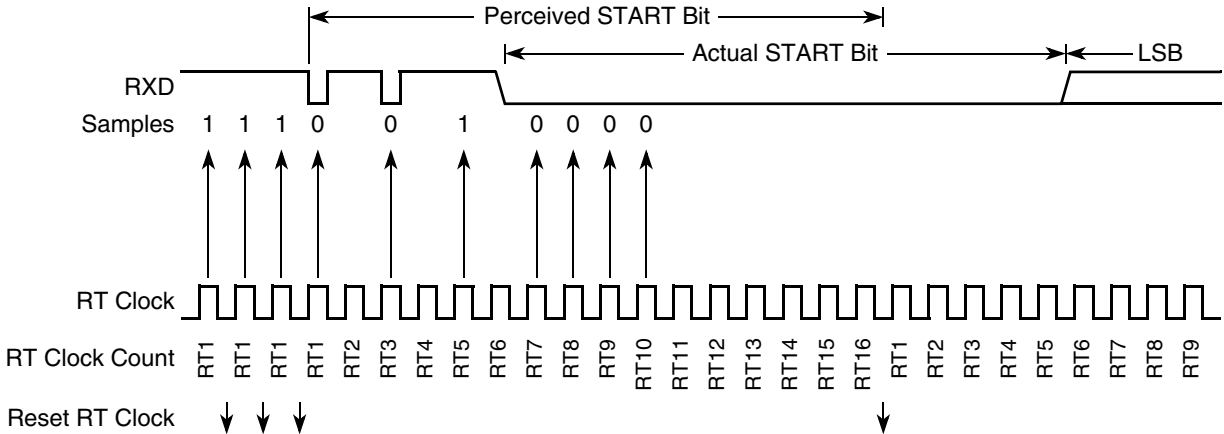 Perceived START Bit
Actual START Bit
LSB
RXD
Samples 1 1 1 0 0 1 0 0 0 0
RT Clock
RT Clock Count RT1 RT1 RT1 RT1 RT2 RT3 RT4 RT5 RT6 RT7 RT8 RT9 RT10 RT11 RT12 RT13 RT14 RT15 RT16 RT1 RT2 RT3 RT4 RT5 RT6 RT7 RT8 RT9
Reset RT Clock